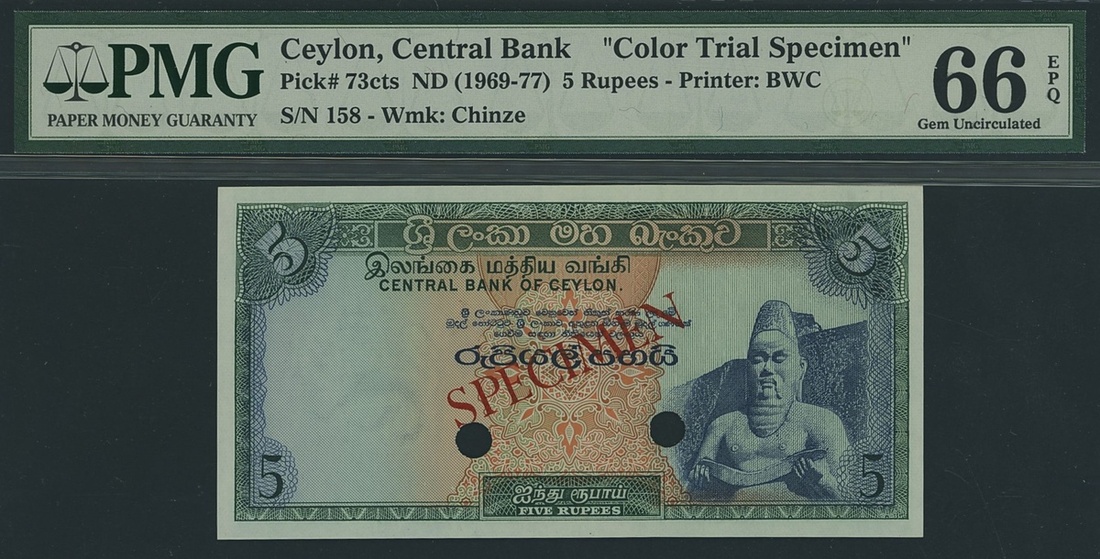 PMG
PAPER MONEY GUARANTY
Ceylon, Central Bank "Color Trial Specimen"
Pick# 73cts ND (1969-77) 5 Rupees - Printer: BWC
S/N 158 - Wmk: Chinze
66
EPQ
Gem Uncirculated
5
5
ශ්‍රී ලංකා මහ බැංකුව
இலங்கை மத்திய வங்கி
CENTRAL BANK OF CEYLON.
රුපියල් පහයි
SPECIMEN
5
5
ஐந்து ரூபாய்
FIVE RUPEES